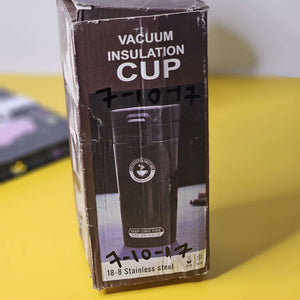 VACUUM
INSULATION
CUP
7-10-17
7-10-17
18-8 Stainless steel